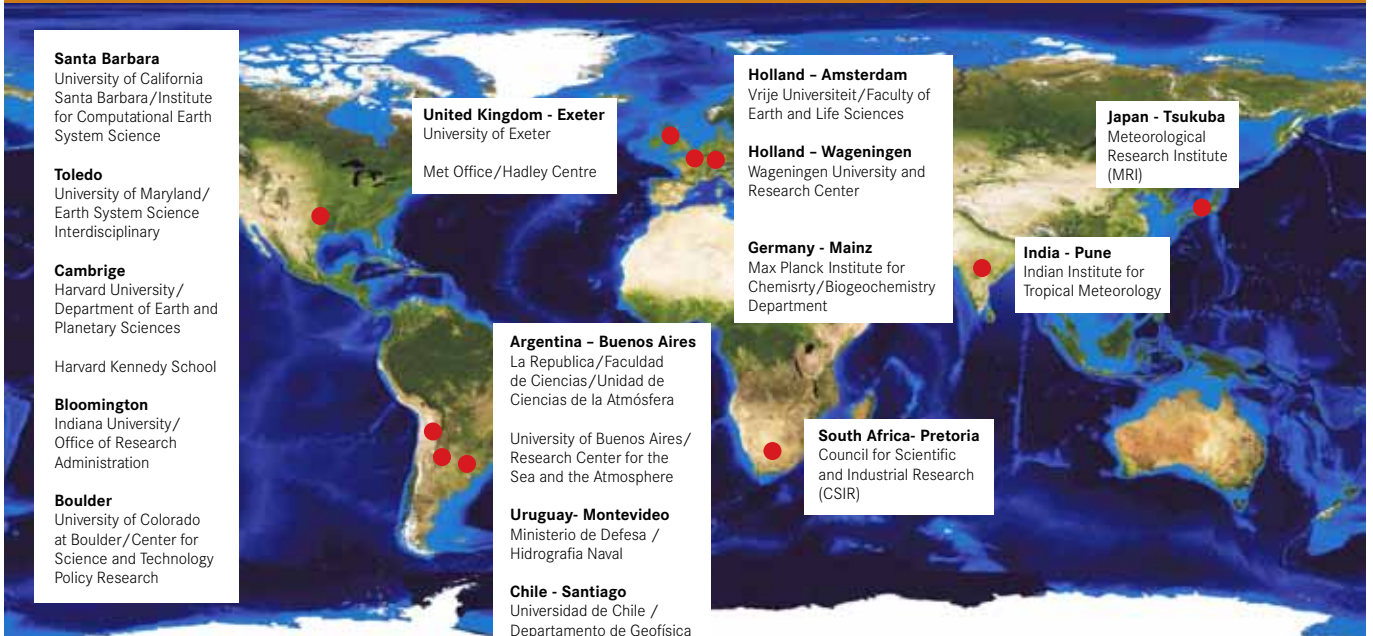 Santa Barbara
University of California
Santa Barbara/Institute
for Computational Earth
System Science
Toledo
University of Maryland/
Earth System Science
Interdisciplinary
Cambrige
Harvard University/
Department of Earth and
Planetary Sciences
Harvard Kennedy School
Bloomington
Indiana University/
Office of Research
Administration
Boulder
University of Colorado
at Boulder/Center for
Science and Technology
Policy Research
United Kingdom - Exeter
University of Exeter
Met Office/Hadley Centre
Argentina – Buenos Aires
La Republica/Faculdad
de Ciencias/Unidad de
Ciencias de la Atmósfera
University of Buenos Aires/
Research Center for the
Sea and the Atmosphere
Uruguay- Montevideo
Ministerio de Defesa /
Hidrografia Naval
Chile - Santiago
Universidad de Chile /
Departamento de Geofísica
Holland – Amsterdam
Vrije Universiteit/Faculty of
Earth and Life Sciences
Holland – Wageningen
Wageningen University and
Research Center
Germany - Mainz
Max Planck Institute for
Chemisrty/Biogeochemistry
Department
South Africa- Pretoria
Council for Scientific
and Industrial Research
(CSIR)
India - Pune
Indian Institute for
Tropical Meteorology
Japan - Tsukuba
Meteorological
Research Institute
(MRI)